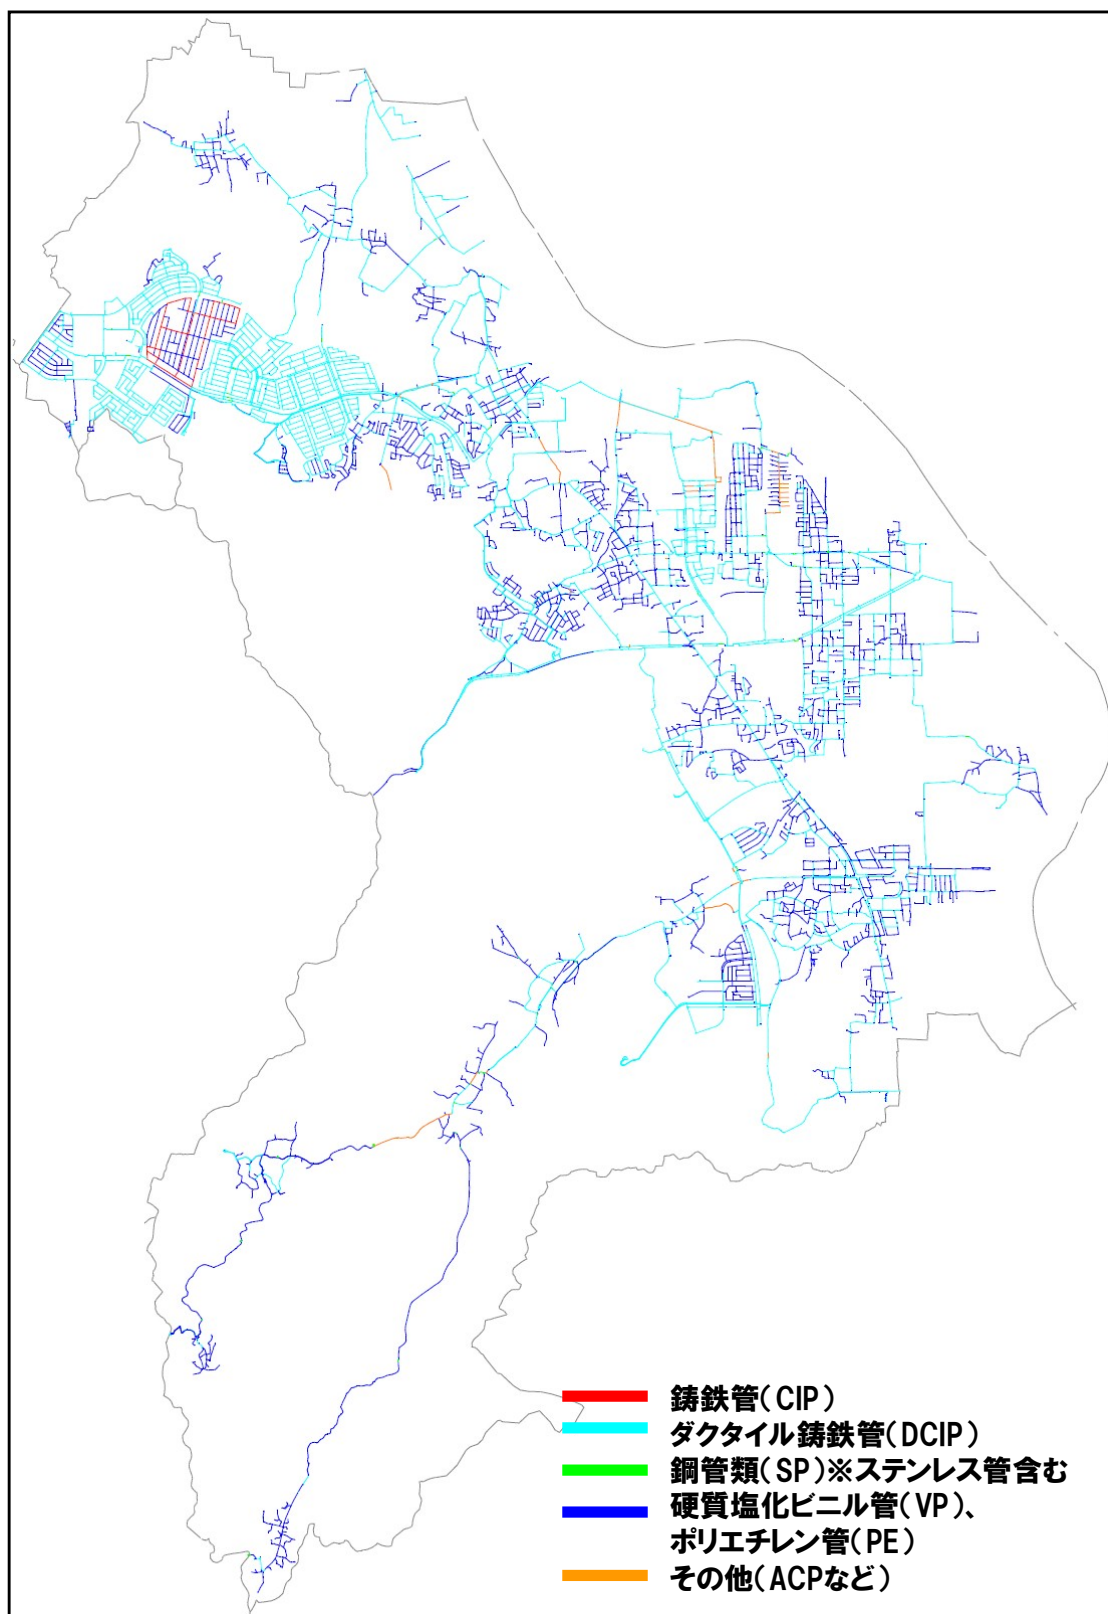 鋳鉄管(CIP)
ダクタイル鋳鉄管(DCIP)
鋼管類(SP)※ステンレス管含む
硬質塩化ビニル管(VP)、
ポリエチレン管(PE)
その他(ACPなど)